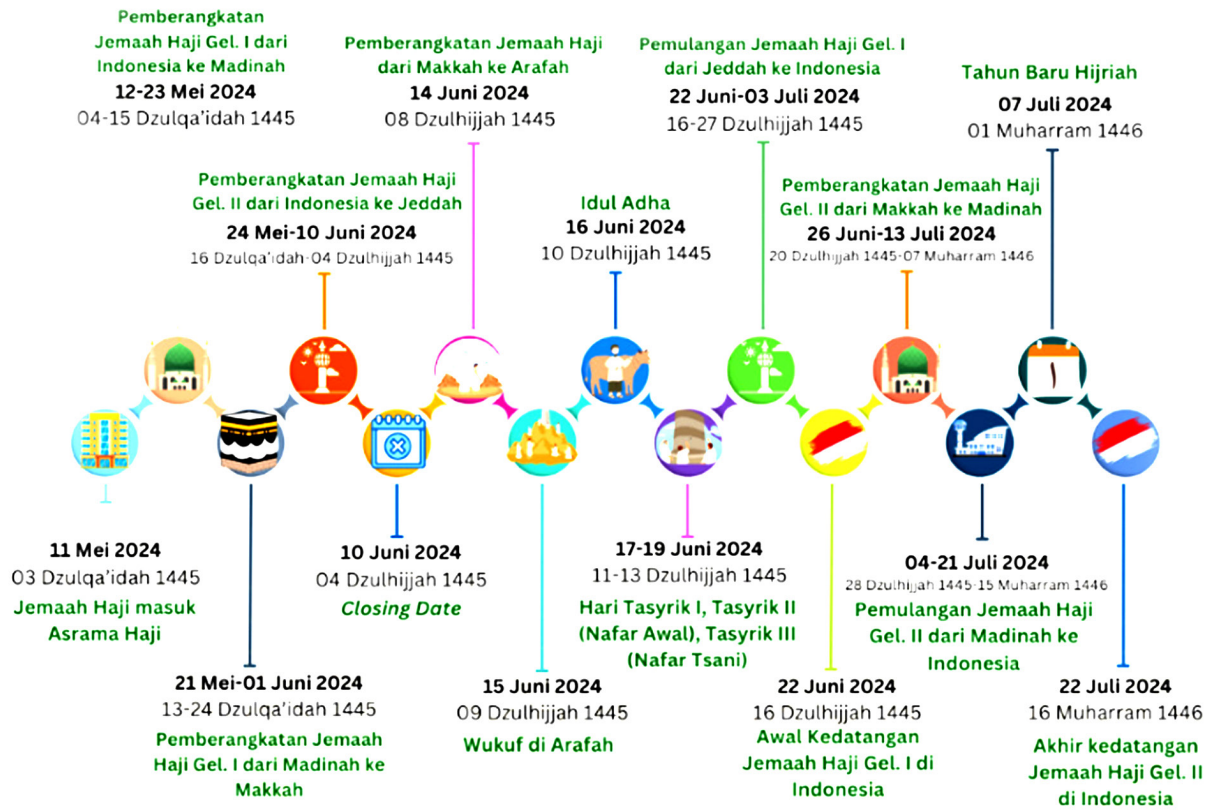 Pemberangkatan
Jemaah Haji Gel. I dari
Indonesia ke Madinah
12-23 Mei 2024
04-15 Dzulqa'idah 1445
Pemberangkatan Jemaah Haji
dari Makkah ke Arafah
14 Juni 2024
08 Dzulhijjah 1445
Pemulangan Jemaah Haji Gel. I
dari Jeddah ke Indonesia
22 Juni-03 Juli 2024
16-27 Dzulhijjah 1445
Tahun Baru Hijriah
07 Juli 2024
01 Muharram 1446
Pemberangkatan Jemaah Haji
Gel. II dari Indonesia ke Jeddah
24 Mei-10 Juni 2024
16 Dzulqa'idah-04 Dzulhijjah 1445
Idul Adha
16 Juni 2024
10 Dzulhijjah 1445
Pemberangkatan Jemaah Haji
Gel. II dari Makkah ke Madinah
26 Juni-13 Juli 2024
20 Dzulhijjah 1445-07 Muharram 1446
11 Mei 2024
03 Dzulqa'idah 1445
Jemaah Haji masuk
Asrama Haji
10 Juni 2024
04 Dzulhijjah 1445
Closing Date
17-19 Juni 2024
11-13 Dzulhijjah 1445
Hari Tasyrik I, Tasyrik II
(Nafar Awal), Tasyrik III
(Nafar Tsani)
04-21 Juli 2024
28 Dzulhijjah 1445-15 Muharram 1446
Pemulangan Jemaah Haji
Gel. II dari Madinah ke
Indonesia
21 Mei-01 Juni 2024
13-24 Dzulqa'idah 1445
Pemberangkatan Jemaah
Haji Gel. I dari Madinah ke
Makkah
15 Juni 2024
09 Dzulhijjah 1445
Wukuf di Arafah
22 Juni 2024
16 Dzulhijjah 1445
Awal Kedatangan
Jemaah Haji Gel. I di
Indonesia
22 Juli 2024
16 Muharram 1446
Akhir kedatangan
Jemaah Haji Gel. II
di Indonesia